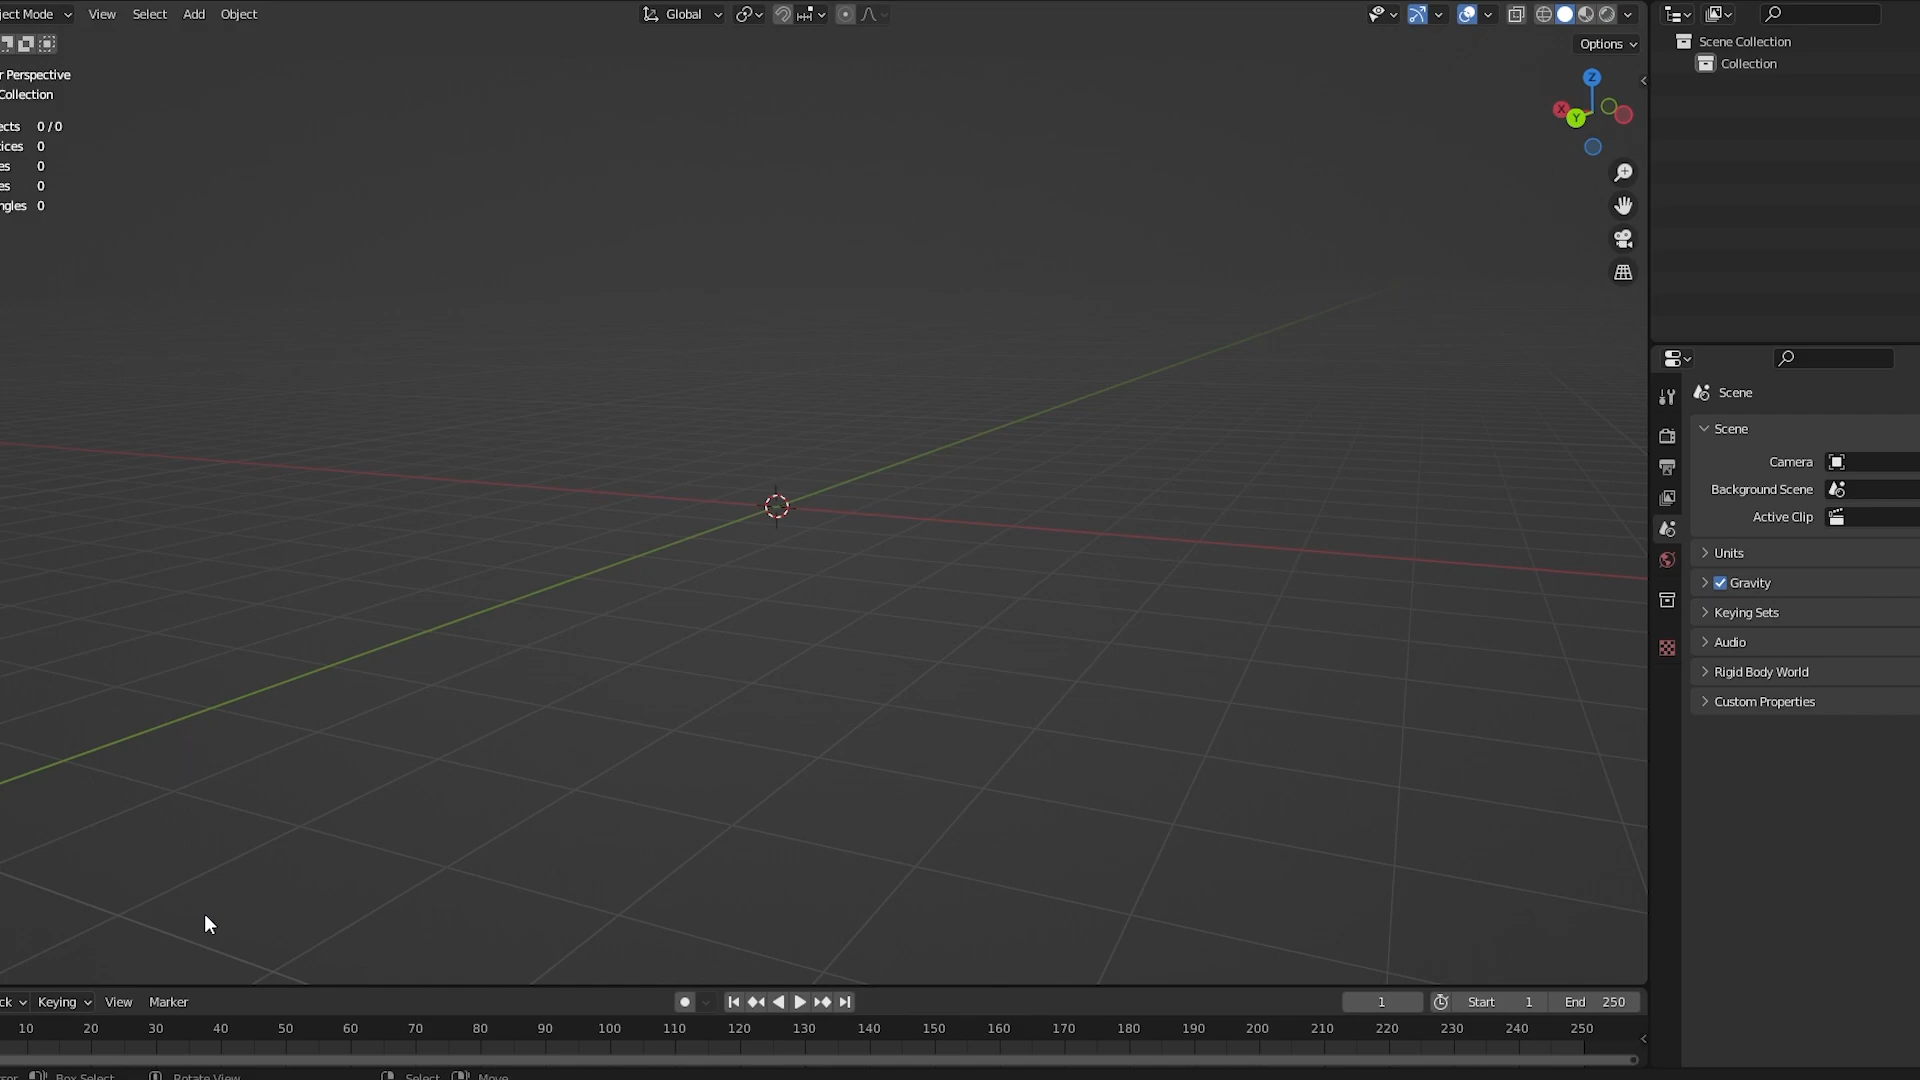 ject Mode View Select Add Object Global
Options
r Perspective
Collection
ects 0/0
ices 0
es 0
es 0
ngles 0
Z
X
Y
Scene Collection
Collection
Scene
Scene
Camera
Background Scene
Active Clip
Units
Gravity
Keying Sets
Audio
Rigid Body World
Custom Properties
ck Keying View Marker 1 Start 1 End 250
10 20 30 40 50 60 70 80 90 100 110 120 130 140 150 160 170 180 190 200 210 220 230 240 250
sor Box Select Rotate View Select Move